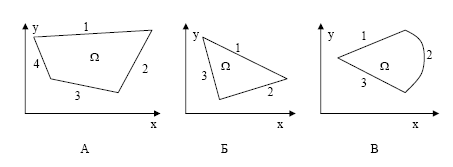 y 1 Ω 4 2 3 x
y 1 Ω 3 2 x
y 1 Ω 2 3 x
А Б В